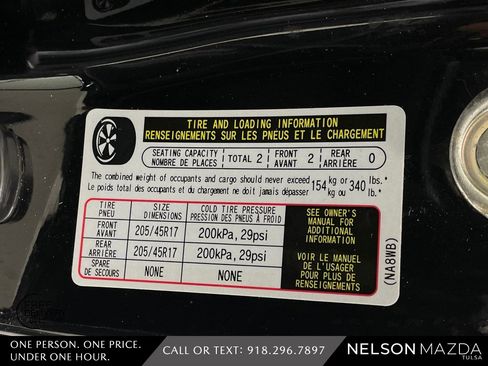 TIRE AND LOADING INFORMATION
RENSEIGNEMENTS SUR LES PNEUS ET LE CHARGEMENT
SEATING CAPACITY
NOMBRE DE PLACES
TOTAL 2
FRONT
AVANT 2
REAR
ARRIÈRE 0
The combined weight of occupants and cargo should never exceed 154 kg or 340 lbs.
Le poids total des occupants et du chargement ne doit jamais dépasser 154 kg ou 340 lb.
TIRE
PNEU
SIZE
DIMENSIONS
COLD TIRE PRESSURE
PRESSION DES PNEUS À FROID
FRONT
AVANT
205/45R17
200kPa, 29psi
REAR
ARRIÈRE
205/45R17
200kPa, 29psi
SPARE
DE SECOURS
NONE
NONE
SEE OWNER'S
MANUAL FOR
ADDITIONAL
INFORMATION
VOIR LE MANUEL
DE L'USAGER
POUR PLUS DE
RENSEIGNEMENTS
(NA8WB)
ONE PERSON. ONE PRICE.
UNDER ONE HOUR.
CALL OR TEXT: 918.296.7897
NELSON MAZDA
TULSA